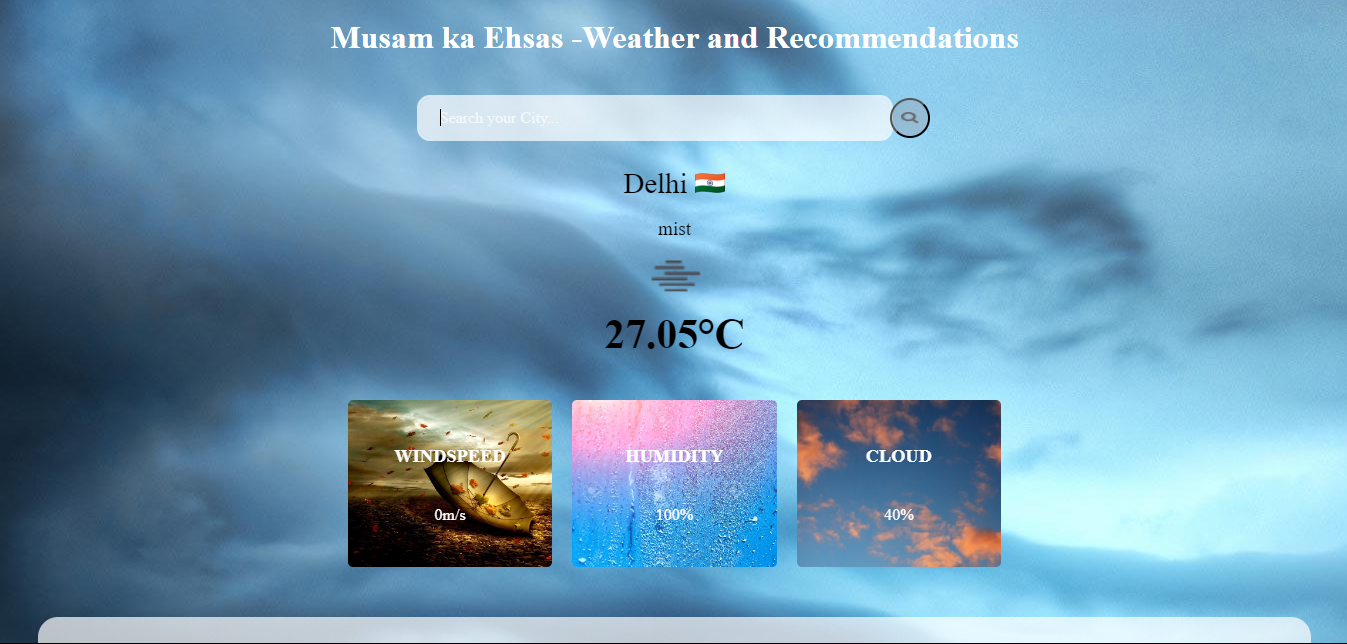 Musam ka Ehsas -Weather and Recommendations
Search your City...
Delhi 🇮🇳
mist
27.05°C
WINDSPEED HUMIDITY CLOUD
0m/s 100% 40%